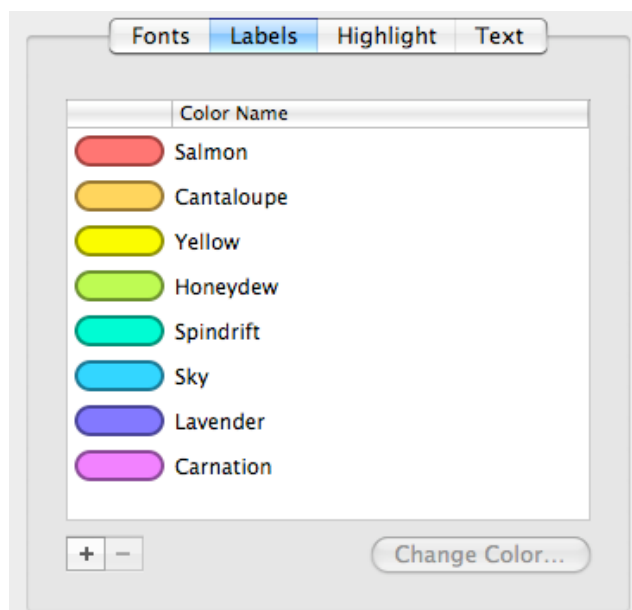 Fonts Labels Highlight Text
Color Name
Salmon
Cantaloupe
Yellow
Honeydew
Spindrift
Sky
Lavender
Carnation
+ − Change Color...